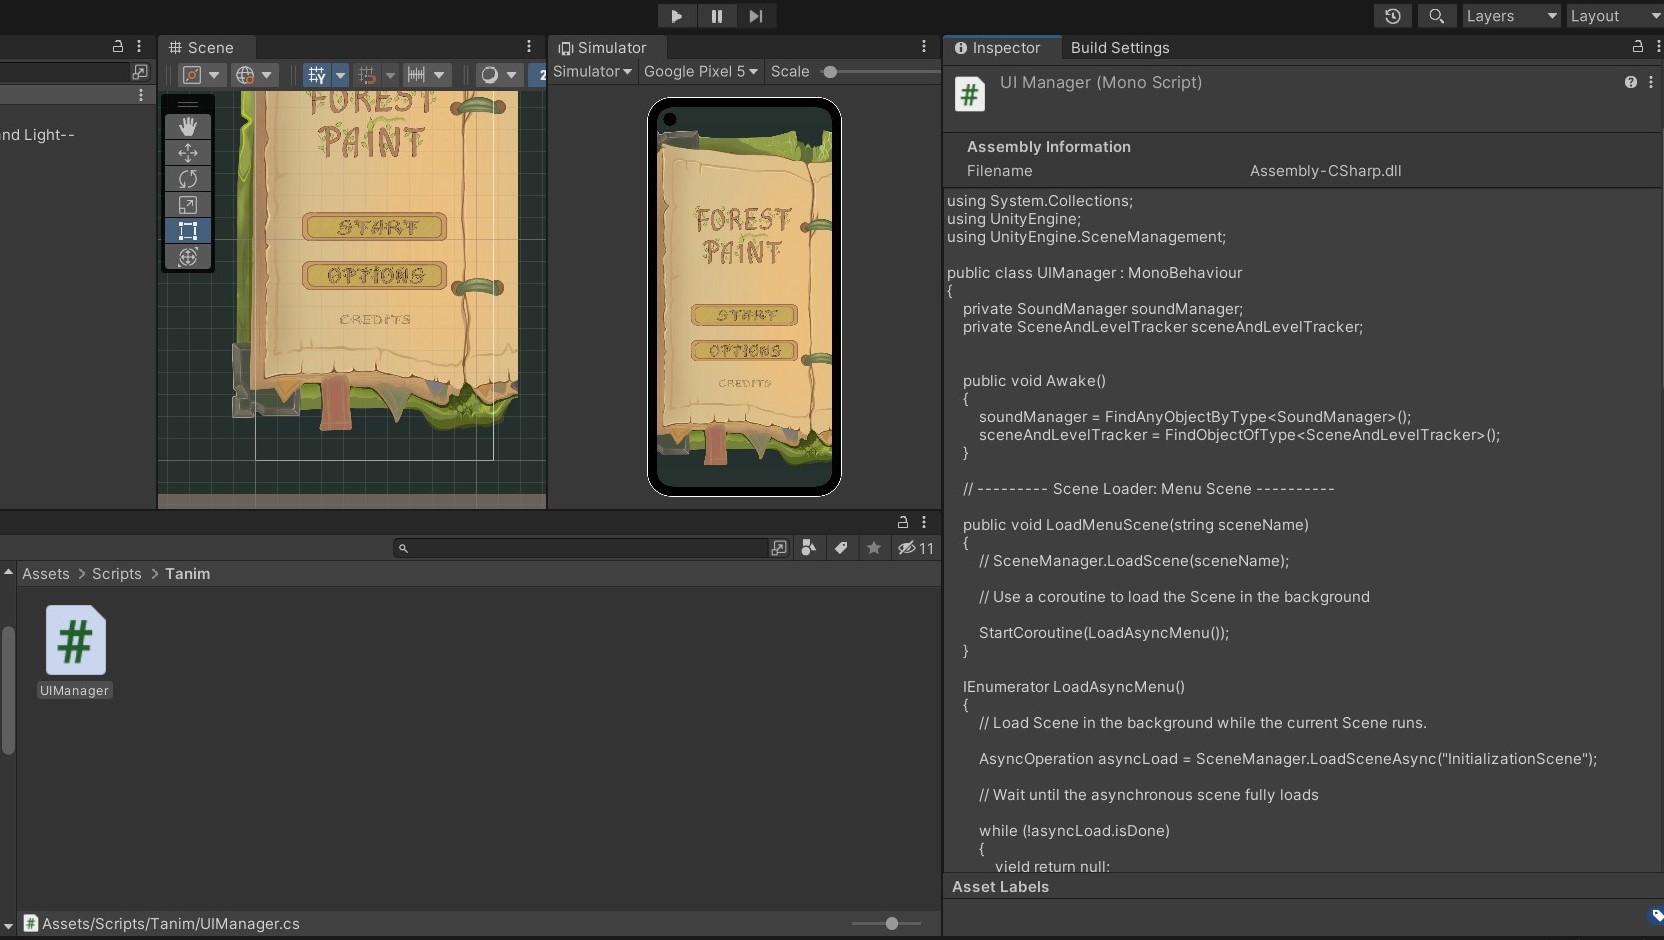 Layers
Layout
Scene
Simulator
Inspector
Build Settings
Simulator
Google Pixel 5
Scale
2
UI Manager (Mono Script)
nd Light--
Assembly Information
Filename
Assembly-CSharp.dll
FOREST
PAINT
START
OPTIONS
CREDITS
FOREST
PAINT
START
OPTIONS
CREDITS
using System.Collections;
using UnityEngine;
using UnityEngine.SceneManagement;
public class UIManager : MonoBehaviour
{
private SoundManager soundManager;
private SceneAndLevelTracker sceneAndLevelTracker;
public void Awake()
{
soundManager = FindAnyObjectByType<SoundManager>();
sceneAndLevelTracker = FindObjectOfType<SceneAndLevelTracker>();
}
// --------- Scene Loader: Menu Scene ----------
public void LoadMenuScene(string sceneName)
{
// SceneManager.LoadScene(sceneName);
// Use a coroutine to load the Scene in the background
StartCoroutine(LoadAsyncMenu());
}
IEnumerator LoadAsyncMenu()
{
// Load Scene in the background while the current Scene runs.
AsyncOperation asyncLoad = SceneManager.LoadSceneAsync("InitializationScene");
// Wait until the asynchronous scene fully loads
while (!asyncLoad.isDone)
{
yield return null;
Asset Labels
11
Assets > Scripts > Tanim
UIManager
Assets/Scripts/Tanim/UIManager.cs